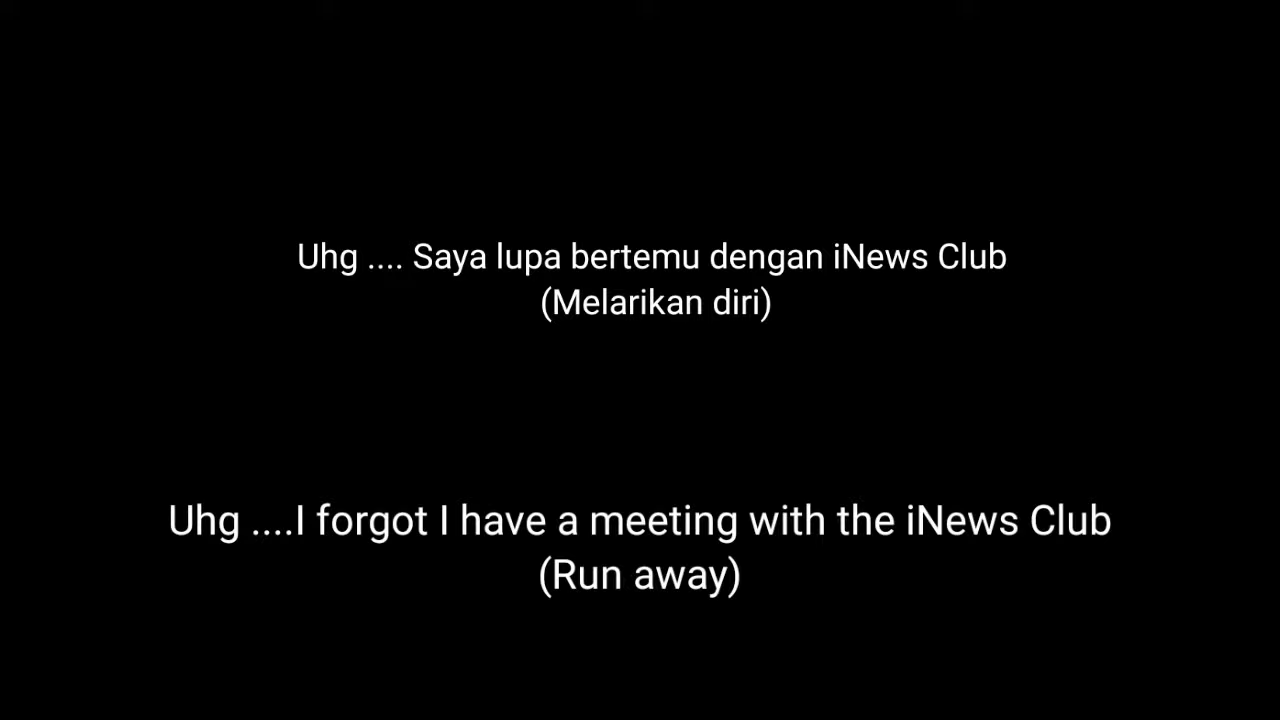 Uhg .... Saya lupa bertemu dengan iNews Club
(Melarikan diri)
Uhg ....I forgot I have a meeting with the iNews Club
(Run away)